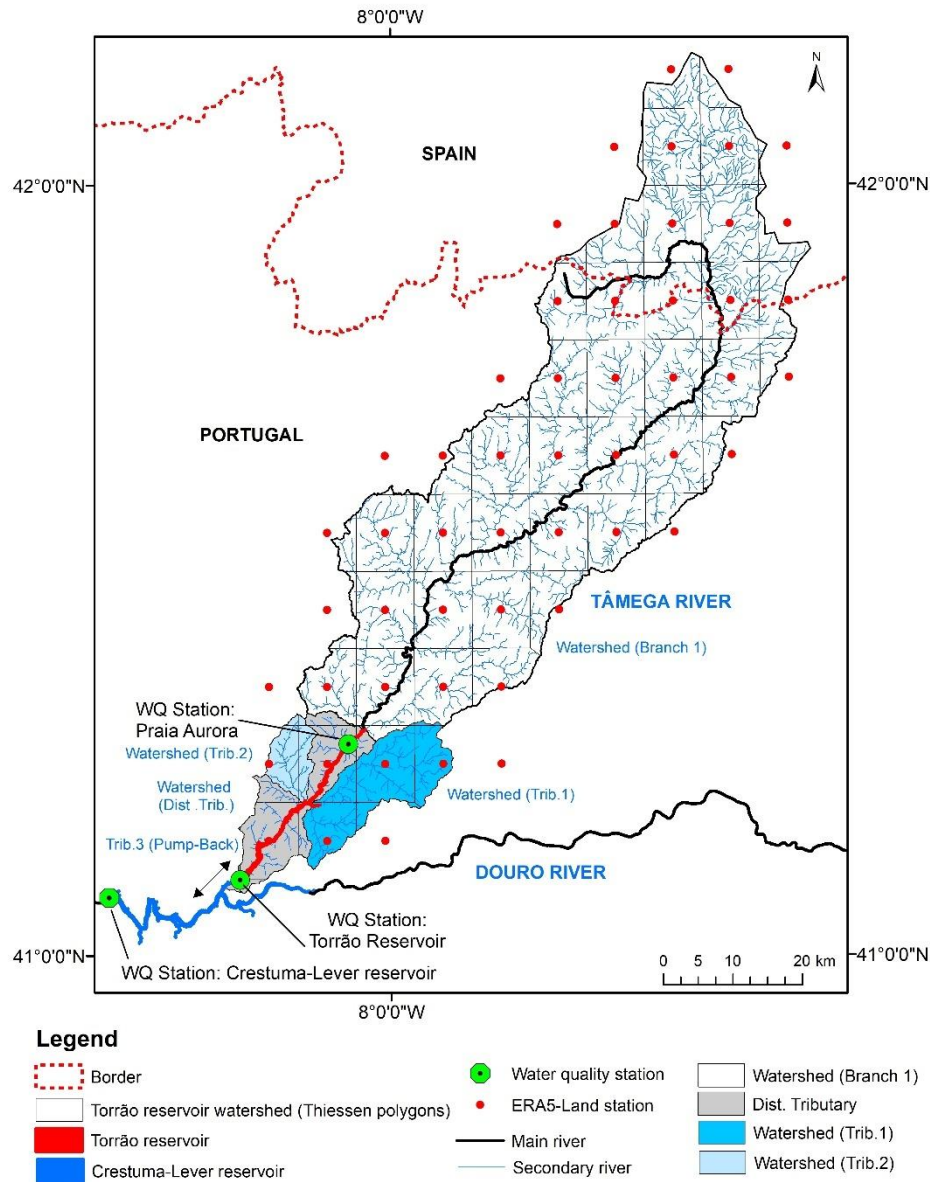 8°0'0"W
N
SPAIN
42°0'0"N
42°0'0"N
PORTUGAL
TÂMEGA RIVER
Watershed (Branch 1)
WQ Station:
Praia Aurora
Watershed (Trib.2)
Watershed
(Dist .Trib.)
Watershed (Trib.1)
Trib.3 (Pump-Back)
DOURO RIVER
WQ Station:
Torrão Reservoir
WQ Station: Crestuma-Lever reservoir
41°0'0"N
41°0'0"N
0 5 10 20 km
8°0'0"W
Legend
Border
Torrão reservoir watershed (Thiessen polygons)
Torrão reservoir
Crestuma-Lever reservoir
Water quality station
ERA5-Land station
Main river
Secondary river
Watershed (Branch 1)
Dist. Tributary
Watershed (Trib.1)
Watershed (Trib.2)